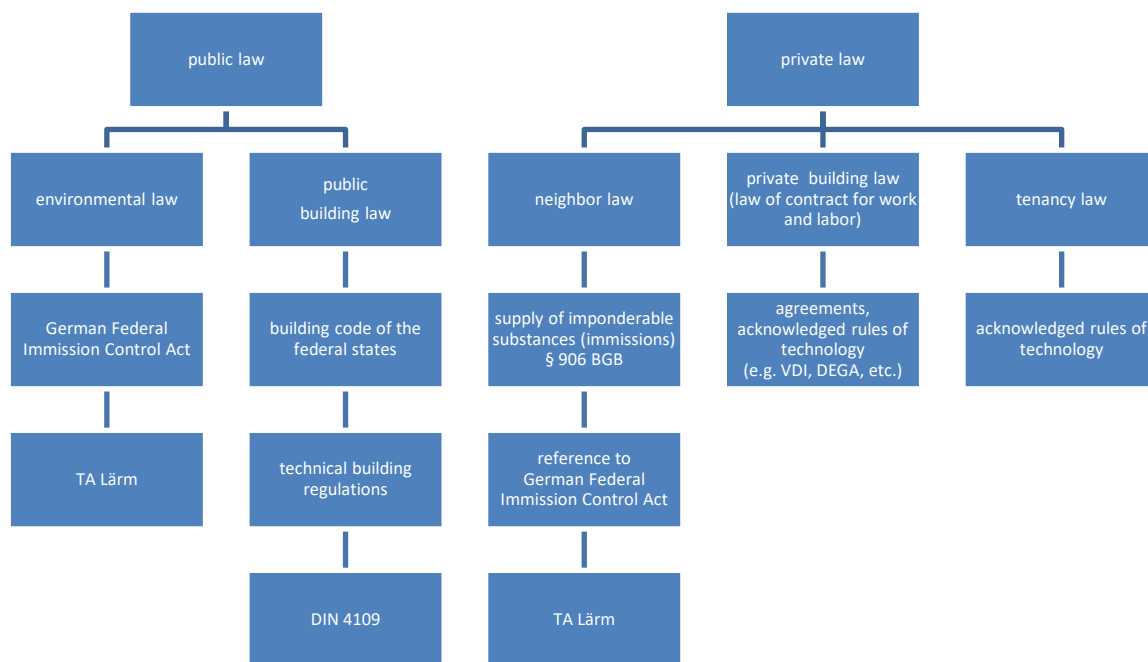 public law
private law
environmental law
public
building law
neighbor law
private building law
(law of contract for work
and labor)
tenancy law
German Federal
Immission Control Act
building code of the
federal states
supply of imponderable
substances (immissions)
§ 906 BGB
agreements,
acknowledged rules of
technology
(e.g. VDI, DEGA, etc.)
acknowledged rules of
technology
TA Lärm
technical building
regulations
reference to
German Federal
Immission Control Act
DIN 4109
TA Lärm